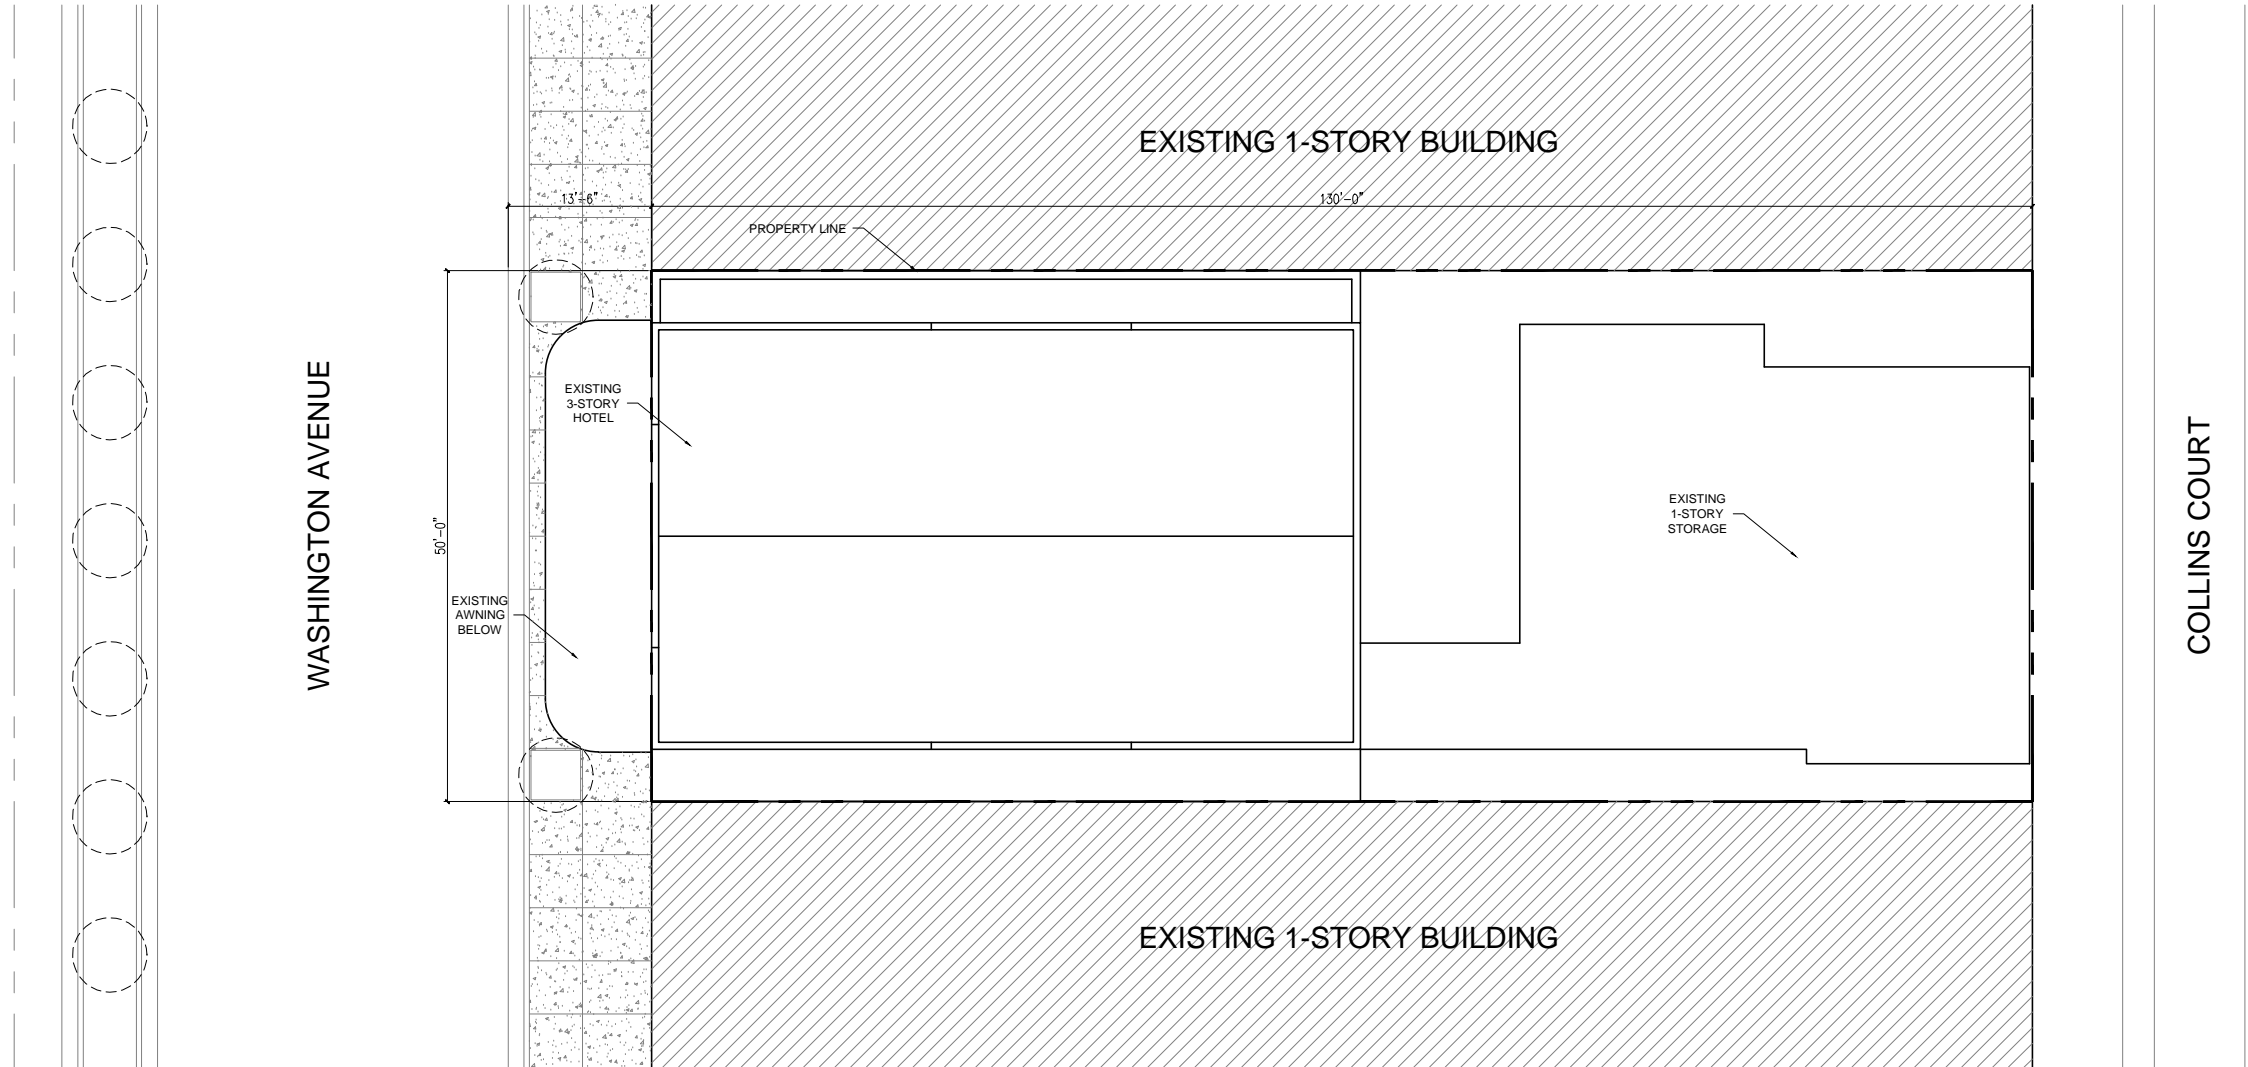 EXISTING 1-STORY BUILDING
13'-6"
130'-0"
PROPERTY LINE
WASHINGTON AVENUE
EXISTING
3-STORY
HOTEL
50'-0"
EXISTING
1-STORY
STORAGE
COLLINS COURT
EXISTING
AWNING
BELOW
EXISTING 1-STORY BUILDING